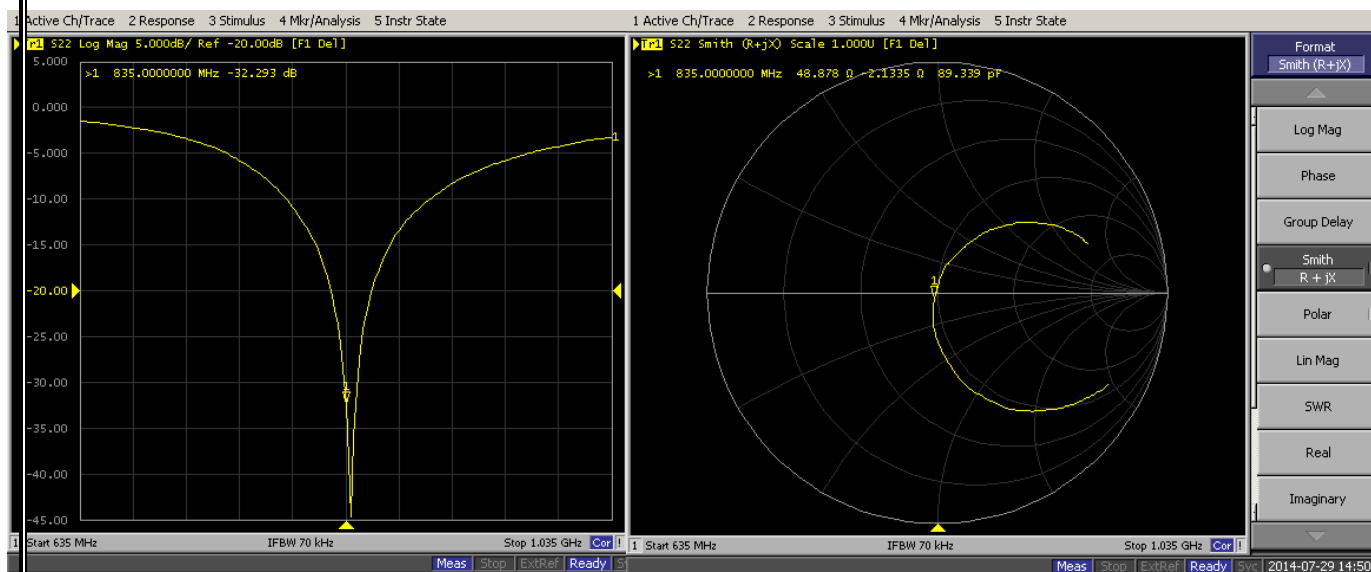 1 Active Ch/Trace 2 Response 3 Stimulus 4 Mkr/Analysis 5 Instr State
Tr1 S22 Log Mag 5.000dB/ Ref -20.00dB [F1 Del]
5.000
>1 835.0000000 MHz -32.293 dB
0.000
-5.000
-10.00
-15.00
-20.00
-25.00
-30.00
-35.00
-40.00
-45.00
1
1
1 Start 635 MHz IFBW 70 kHz Stop 1.035 GHz Cor !
Meas Stop ExtRef Ready
1 Active Ch/Trace 2 Response 3 Stimulus 4 Mkr/Analysis 5 Instr State
Tr1 S22 Smith (R+jX) Scale 1.000U [F1 Del]
>1 835.0000000 MHz 48.878 Ω -2.1335 Ω 89.339 pF
1
1 Start 635 MHz IFBW 70 kHz Stop 1.035 GHz Cor !
Meas Stop ExtRef Ready Svc 2014-07-29 14:50
Format
Smith (R+jX)
Log Mag
Phase
Group Delay
Smith
R + jX
Polar
Lin Mag
SWR
Real
Imaginary